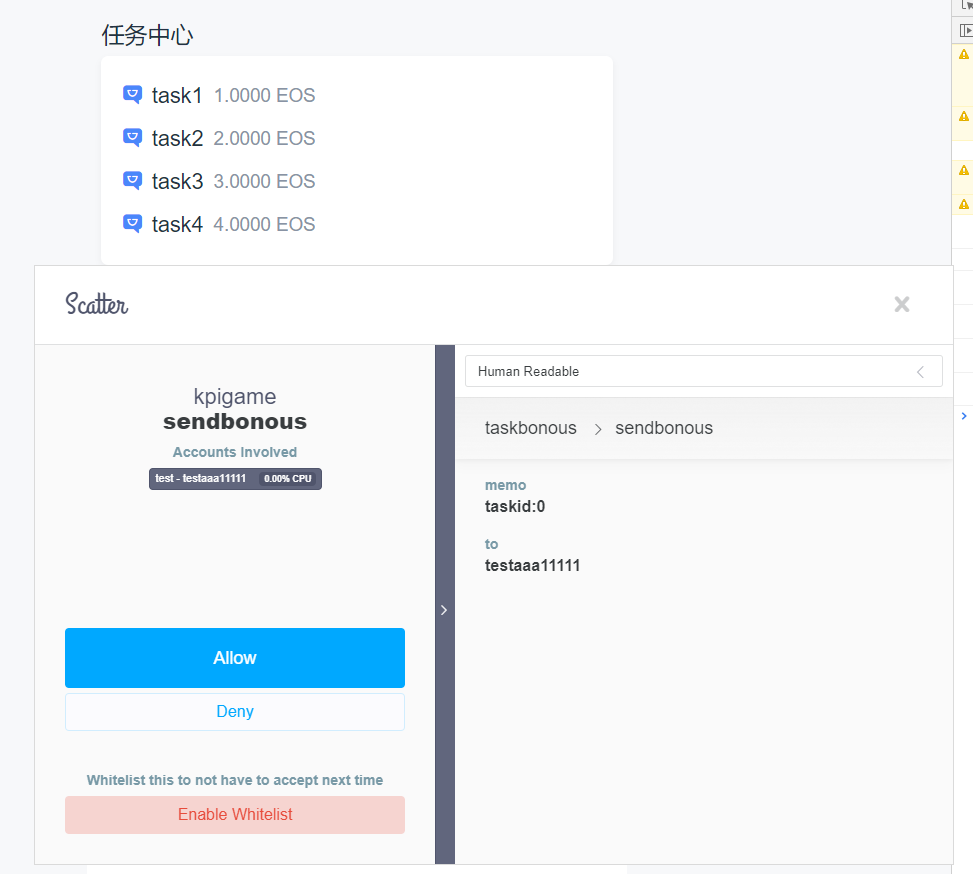 任务中心
task1 1.0000 EOS
task2 2.0000 EOS
task3 3.0000 EOS
task4 4.0000 EOS
Scatter
kpigame
sendbonous
Accounts Involved
test - testaaa11111 0.00% CPU
Allow
Deny
Whitelist this to not have to accept next time
Enable Whitelist
Human Readable
taskbonous > sendbonous
memo
taskid:0
to
testaaa11111